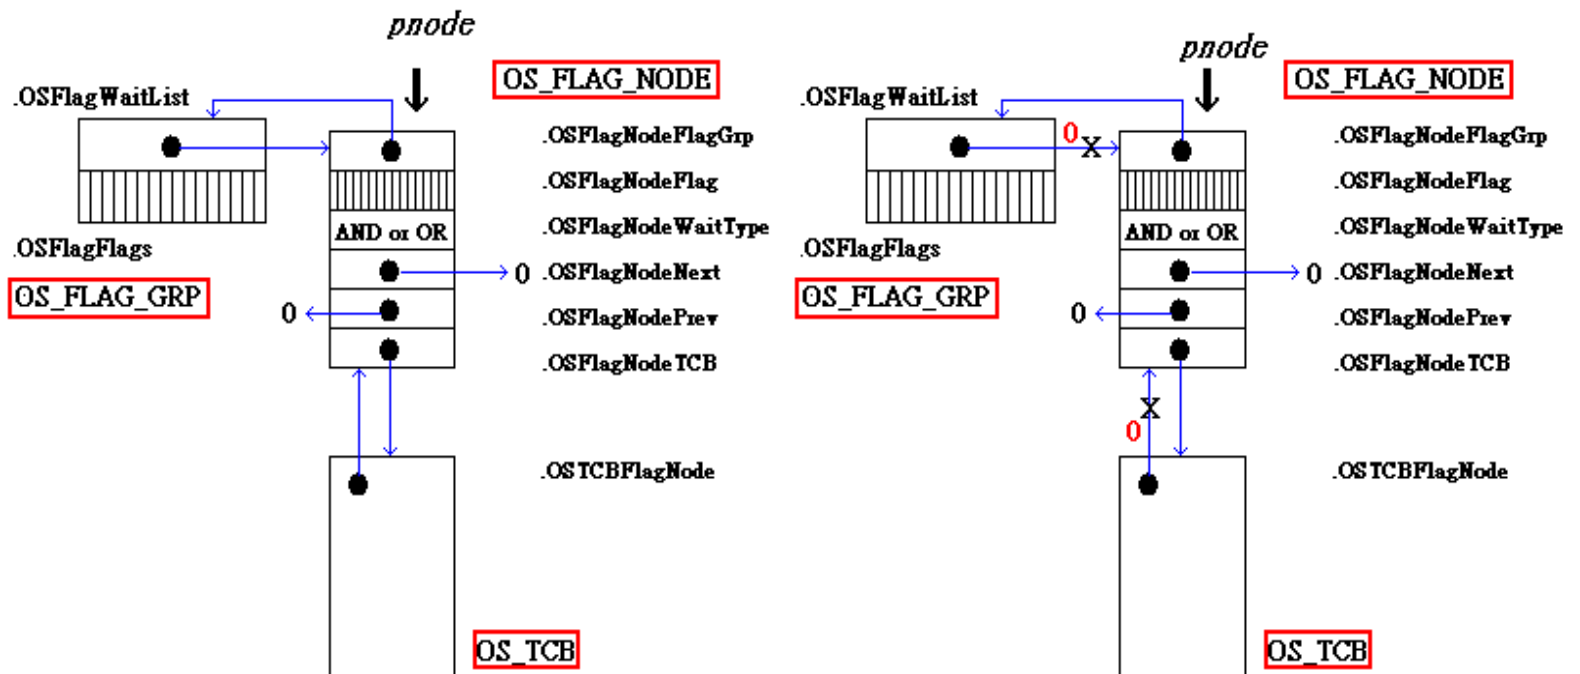 pnode
OS_FLAG_NODE
.OSFlagWaitList
.OSFlagNodeFlagGrp
.OSFlagNodeFlag
AND or OR
.OSFlagNodeWaitType
.OSFlagFlags
.OSFlagNodeNext
0
OS_FLAG_GRP
0
.OSFlagNodePrev
.OSFlagNodeTCB
.OSTCBFlagNode
OS_TCB
pnode
OS_FLAG_NODE
.OSFlagWaitList
0
X
.OSFlagNodeFlagGrp
.OSFlagNodeFlag
AND or OR
.OSFlagNodeWaitType
.OSFlagFlags
0
.OSFlagNodeNext
OS_FLAG_GRP
0
.OSFlagNodePrev
.OSFlagNodeTCB
X
0
.OSTCBFlagNode
OS_TCB